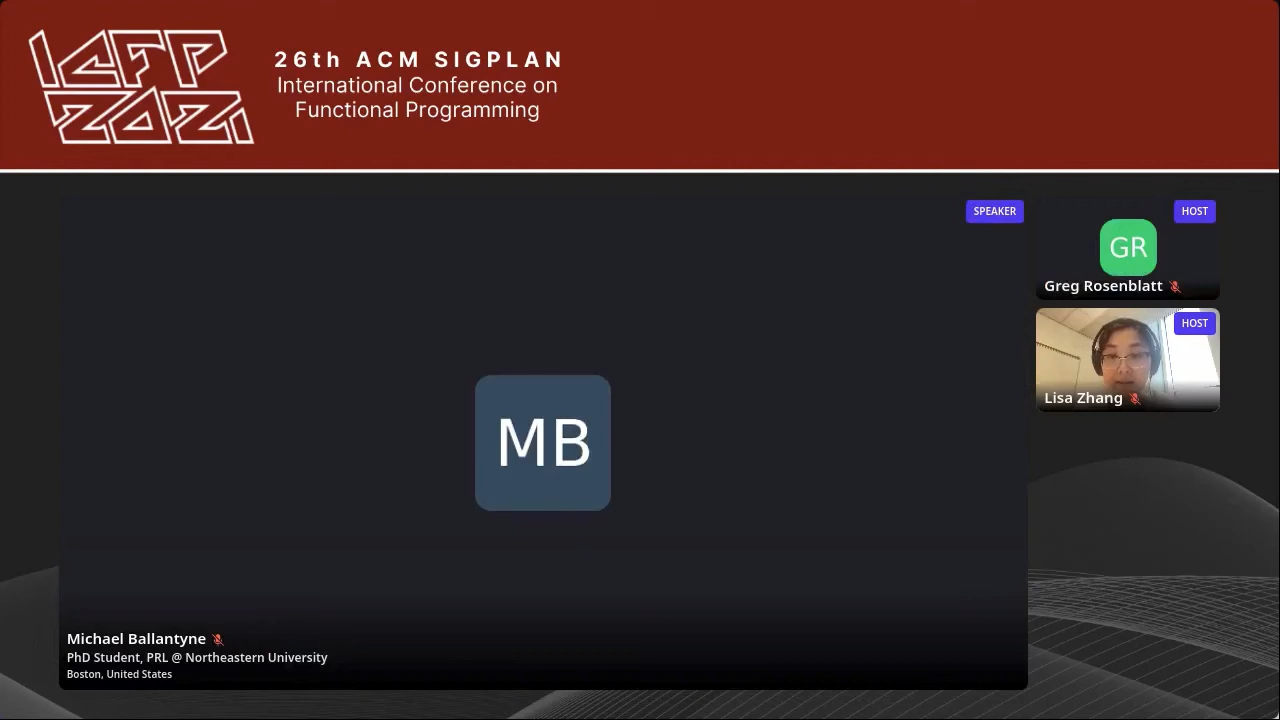 ICFP
2021
26th ACM SIGPLAN
International Conference on
Functional Programming
SPEAKER
MB
Michael Ballantyne
PhD Student, PRL @ Northeastern University
Boston, United States
HOST
GR
Greg Rosenblatt
HOST
Lisa Zhang